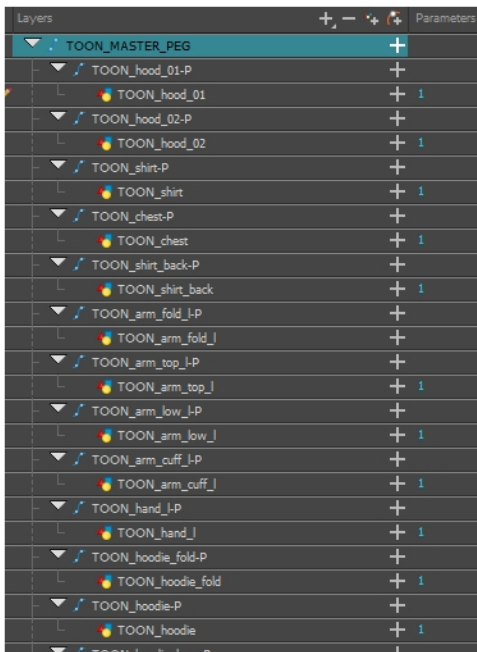 Layers Parameters
TOON_MASTER_PEG
TOON_hood_01-P
TOON_hood_01 1
TOON_hood_02-P
TOON_hood_02 1
TOON_shirt-P
TOON_shirt 1
TOON_chest-P
TOON_chest 1
TOON_shirt_back-P
TOON_shirt_back 1
TOON_arm_fold_l-P
TOON_arm_fold_l
TOON_arm_top_l-P
TOON_arm_top_l 1
TOON_arm_low_l-P
TOON_arm_low_l 1
TOON_arm_cuff_l-P
TOON_arm_cuff_l 1
TOON_hand_l-P
TOON_hand_l 1
TOON_hoodie_fold-P
TOON_hoodie_fold 1
TOON_hoodie-P
TOON_hoodie 1